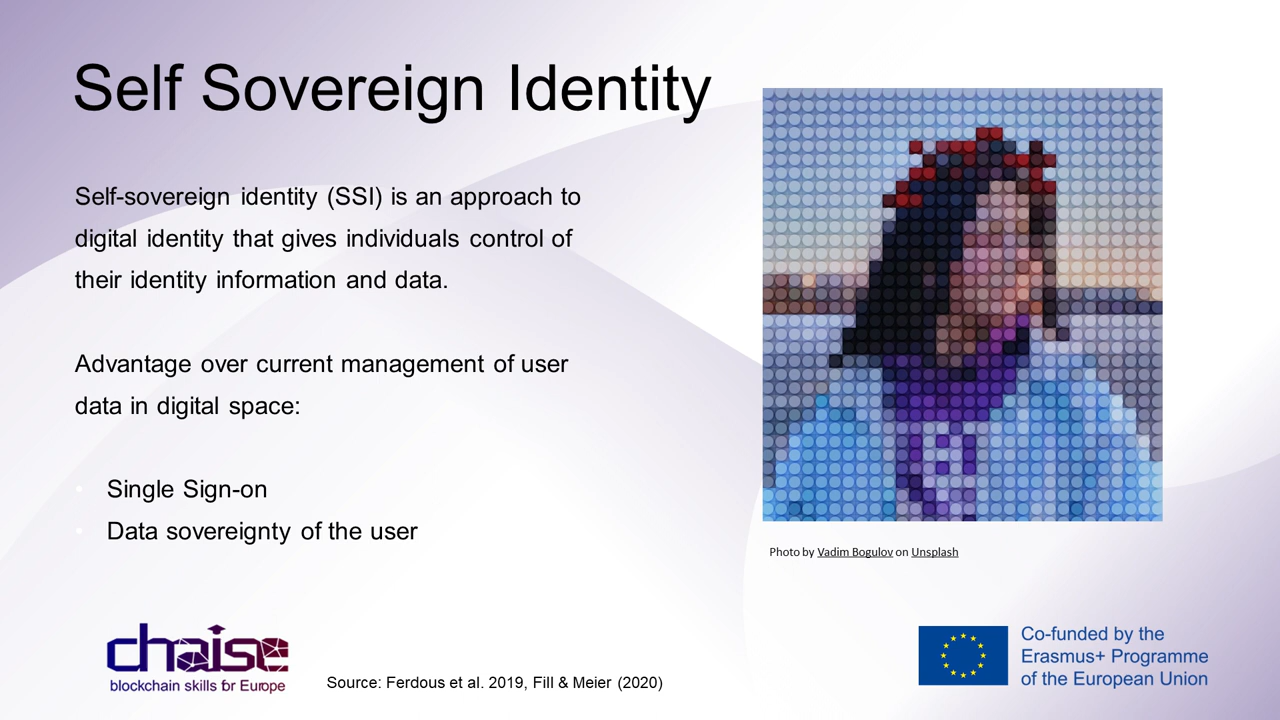 Self Sovereign Identity
Self-sovereign identity (SSI) is an approach to
digital identity that gives individuals control of
their identity information and data.
Advantage over current management of user
data in digital space:
• Single Sign-on
• Data sovereignty of the user
Photo by Vadim Bogulov on Unsplash
chaise
blockchain skills for Europe
Source: Ferdous et al. 2019, Fill & Meier (2020)
Co-funded by the
Erasmus+ Programme
of the European Union